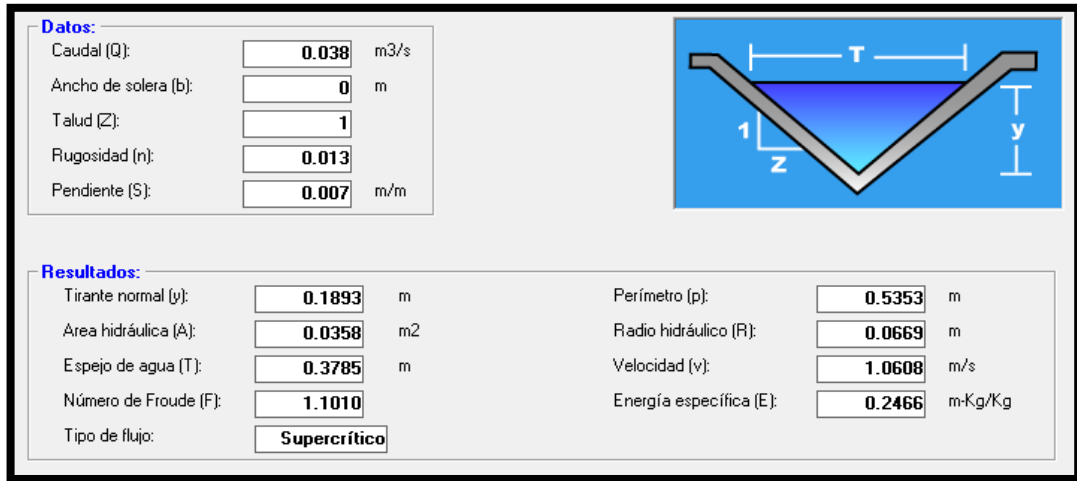 Datos:
Caudal (Q): 0.038 m3/s
Ancho de solera (b): 0 m
Talud (Z): 1
Rugosidad (n): 0.013
Pendiente (S): 0.007 m/m
T
1
Z
y
Resultados:
Tirante normal (y): 0.1893 m Perímetro (p): 0.5353 m
Area hidráulica (A): 0.0358 m2 Radio hidráulico (R): 0.0669 m
Espejo de agua (T): 0.3785 m Velocidad (v): 1.0608 m/s
Número de Froude (F): 1.1010 Energía específica (E): 0.2466 m-Kg/Kg
Tipo de flujo: Supercrítico